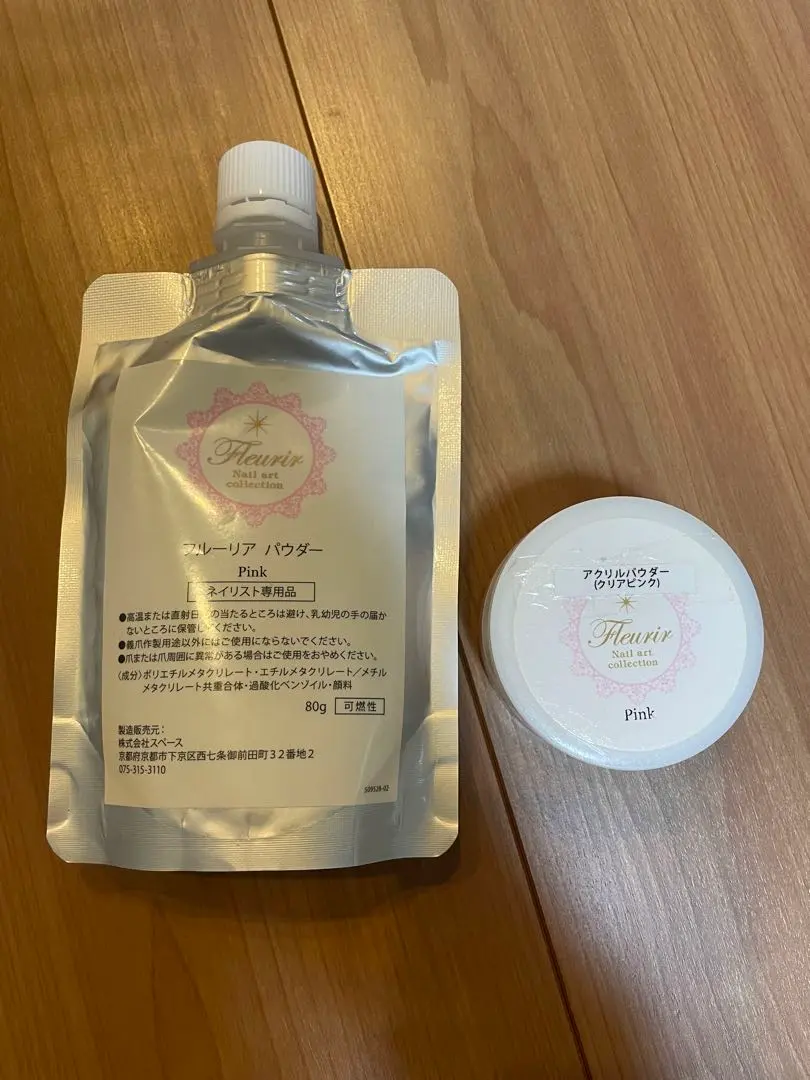 Fleurir
Nail art
collection
フルーリア パウダー
Pink
ネイリスト専用品
●高温または直射日光の当たるところは避け、乳幼児の手の届か
ないところに保管してください。
●義爪作製用途以外にはご使用にならないでください。
●爪または爪周囲に異常がある場合はご使用をおやめください。
〈成分〉ポリエチルメタクリレート・エチルメタクリレート／メチル
メタクリレート共重合体・過酸化ベンゾイル・顔料
80g 可燃性
製造販売元：
株式会社スペース
京都府京都市下京区西七条御前田町３２番地２
075-315-3110
S09528-02
アクリルパウダー
(クリアピンク)
Fleurir
Nail art
collection
Pink